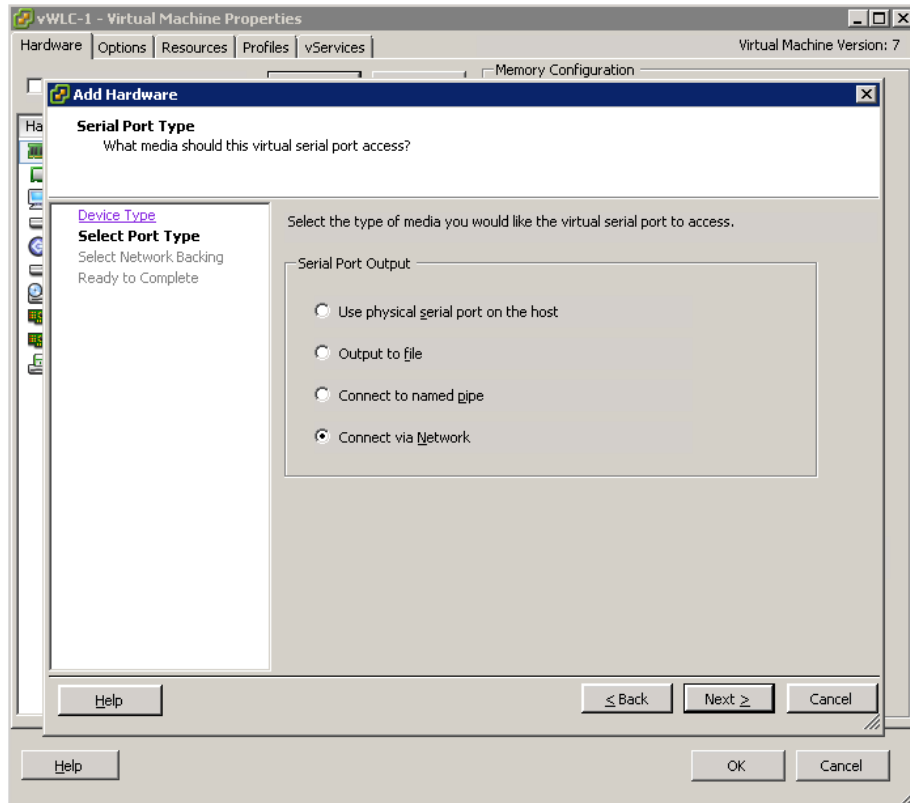 vWLC-1 - Virtual Machine Properties
Hardware Options Resources Profiles vServices Virtual Machine Version: 7
Memory Configuration
Add Hardware
Ha
Serial Port Type
What media should this virtual serial port access?
Device Type
Select Port Type
Select Network Backing
Ready to Complete
Select the type of media you would like the virtual serial port to access.
Serial Port Output
Use physical serial port on the host
Output to file
Connect to named pipe
Connect via Network
Help < Back Next > Cancel
Help OK Cancel